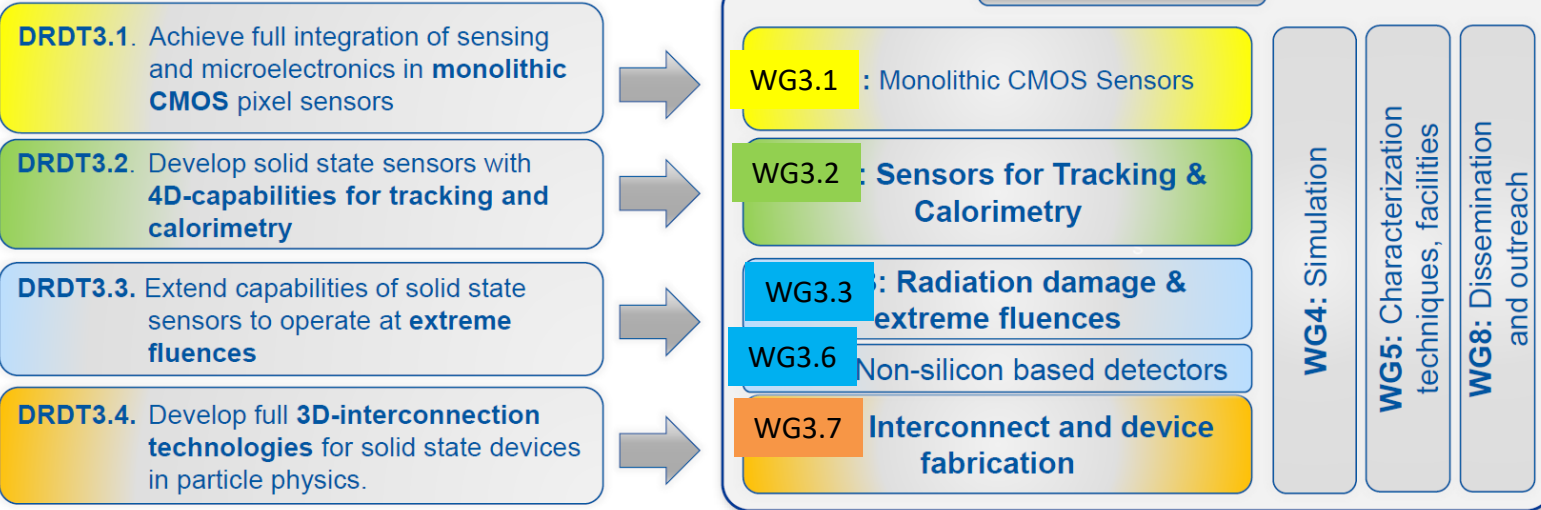 DRDT3.1. Achieve full integration of sensing
and microelectronics in monolithic
CMOS pixel sensors
DRDT3.2. Develop solid state sensors with
4D-capabilities for tracking and
calorimetry
DRDT3.3. Extend capabilities of solid state
sensors to operate at extreme
fluences
DRDT3.4. Develop full 3D-interconnection
technologies for solid state devices
in particle physics.
WG3.1 : Monolithic CMOS Sensors
WG3.2 : Sensors for Tracking &
Calorimetry
WG3.3 : Radiation damage &
extreme fluences
WG3.6 Non-silicon based detectors
WG3.7 Interconnect and device
fabrication
WG4: Simulation
WG5: Characterization
techniques, facilities
WG8: Dissemination
and outreach